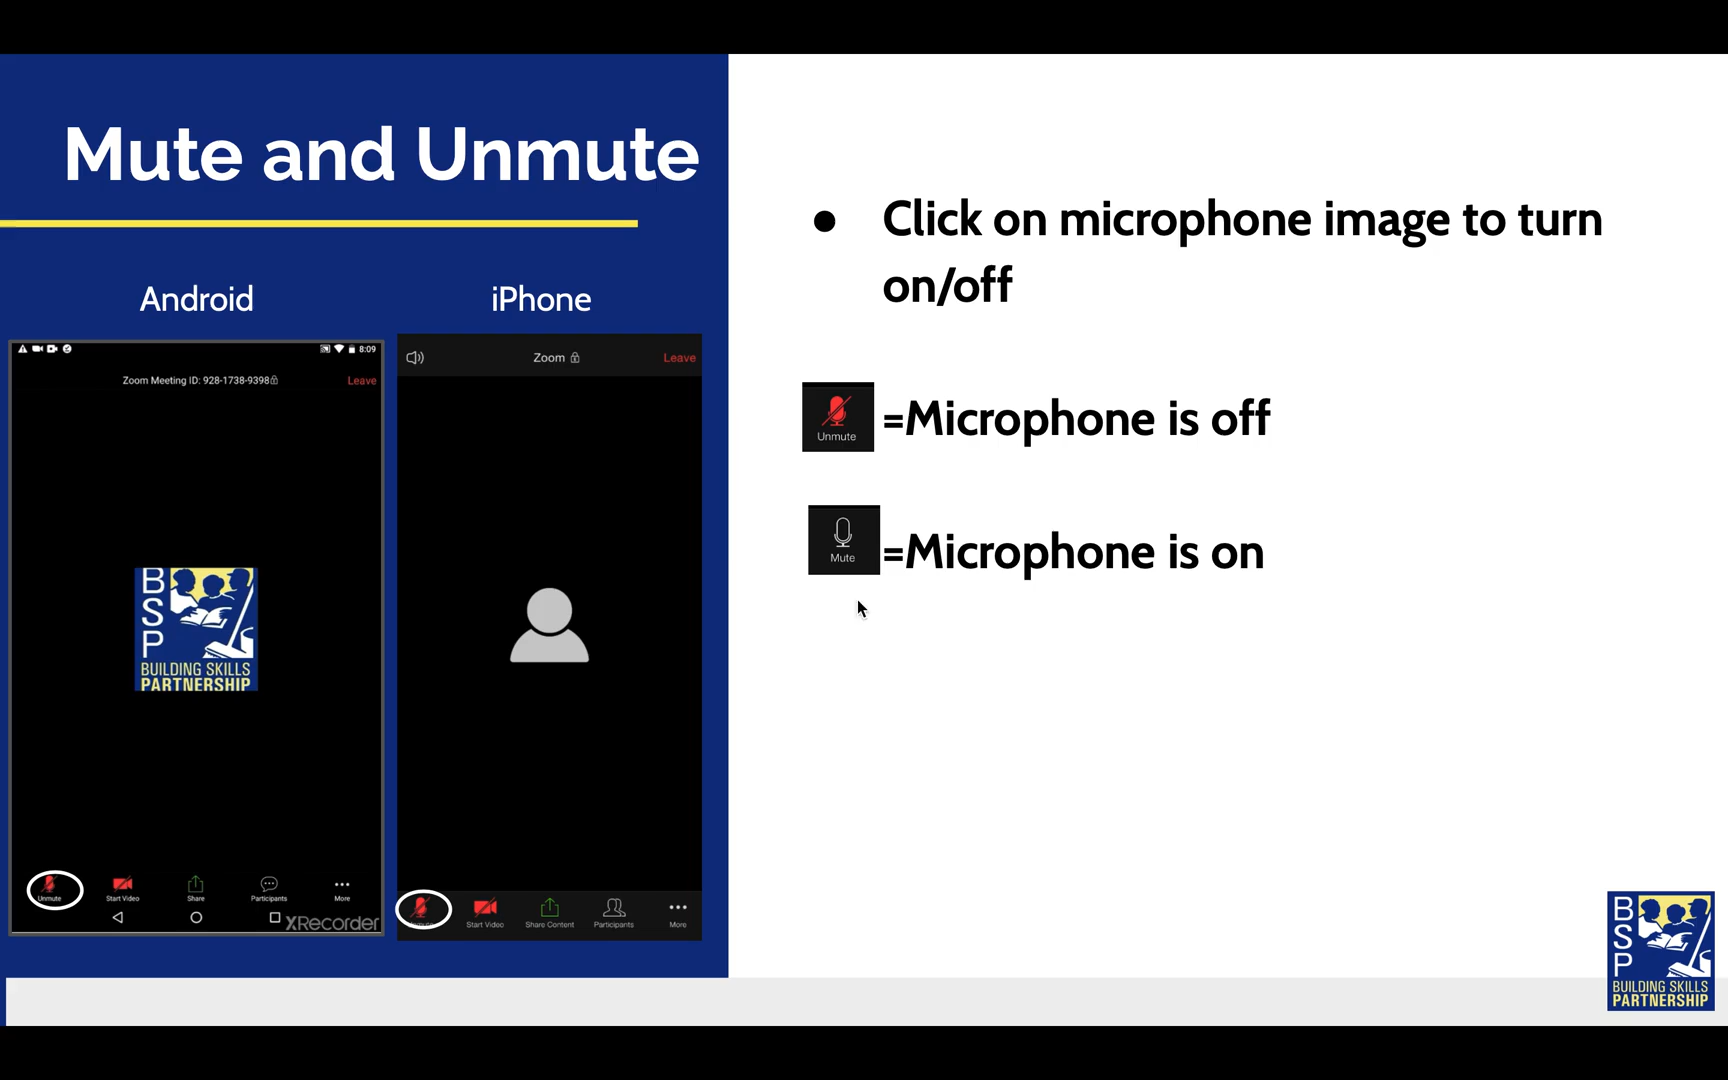 Mute and Unmute
Android
iPhone
8:09
Zoom Meeting ID: 928-1738-9398
Leave
B
S
P
BUILDING SKILLS
PARTNERSHIP
Unmute
Start Video
Share
Participants
More
XRecorder
Zoom
Leave
Start Video
Share Content
Participants
More
● Click on microphone image to turn
on/off
Unmute
=Microphone is off
Mute
=Microphone is on
B
S
P
BUILDING SKILLS
PARTNERSHIP